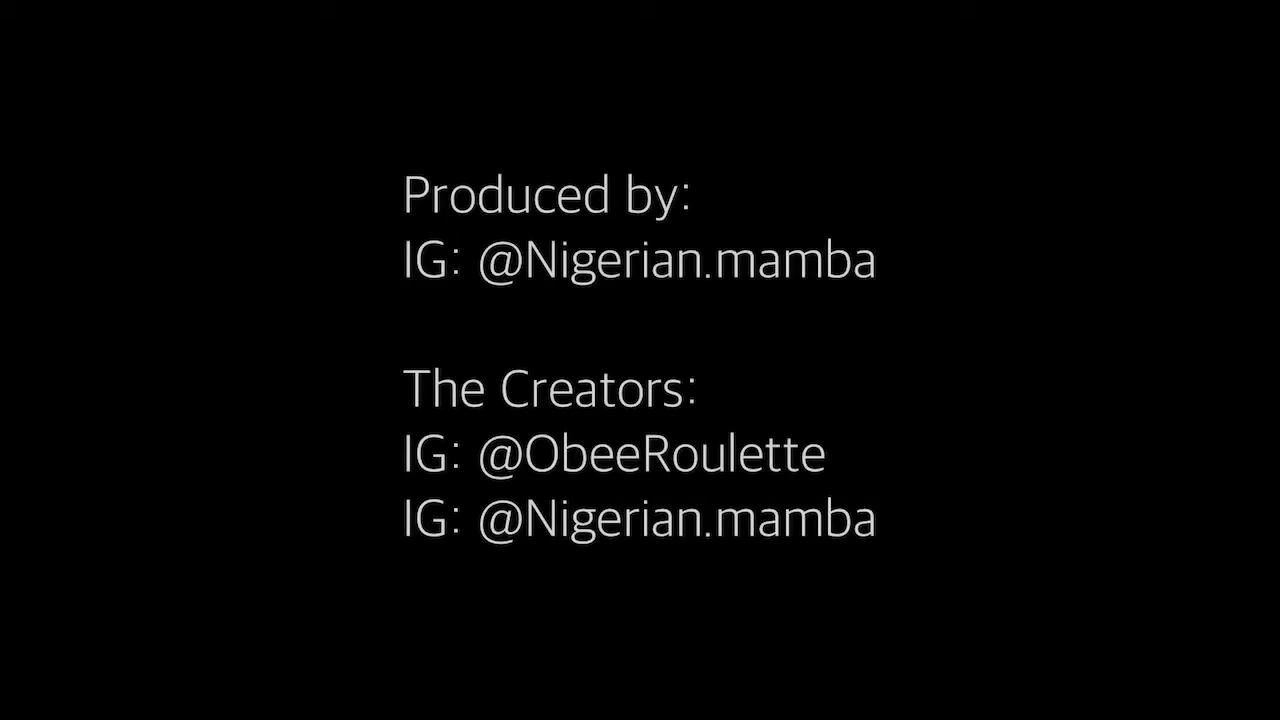 Produced by:
IG: @Nigerian.mamba
The Creators:
IG: @ObeeRoulette
IG: @Nigerian.mamba